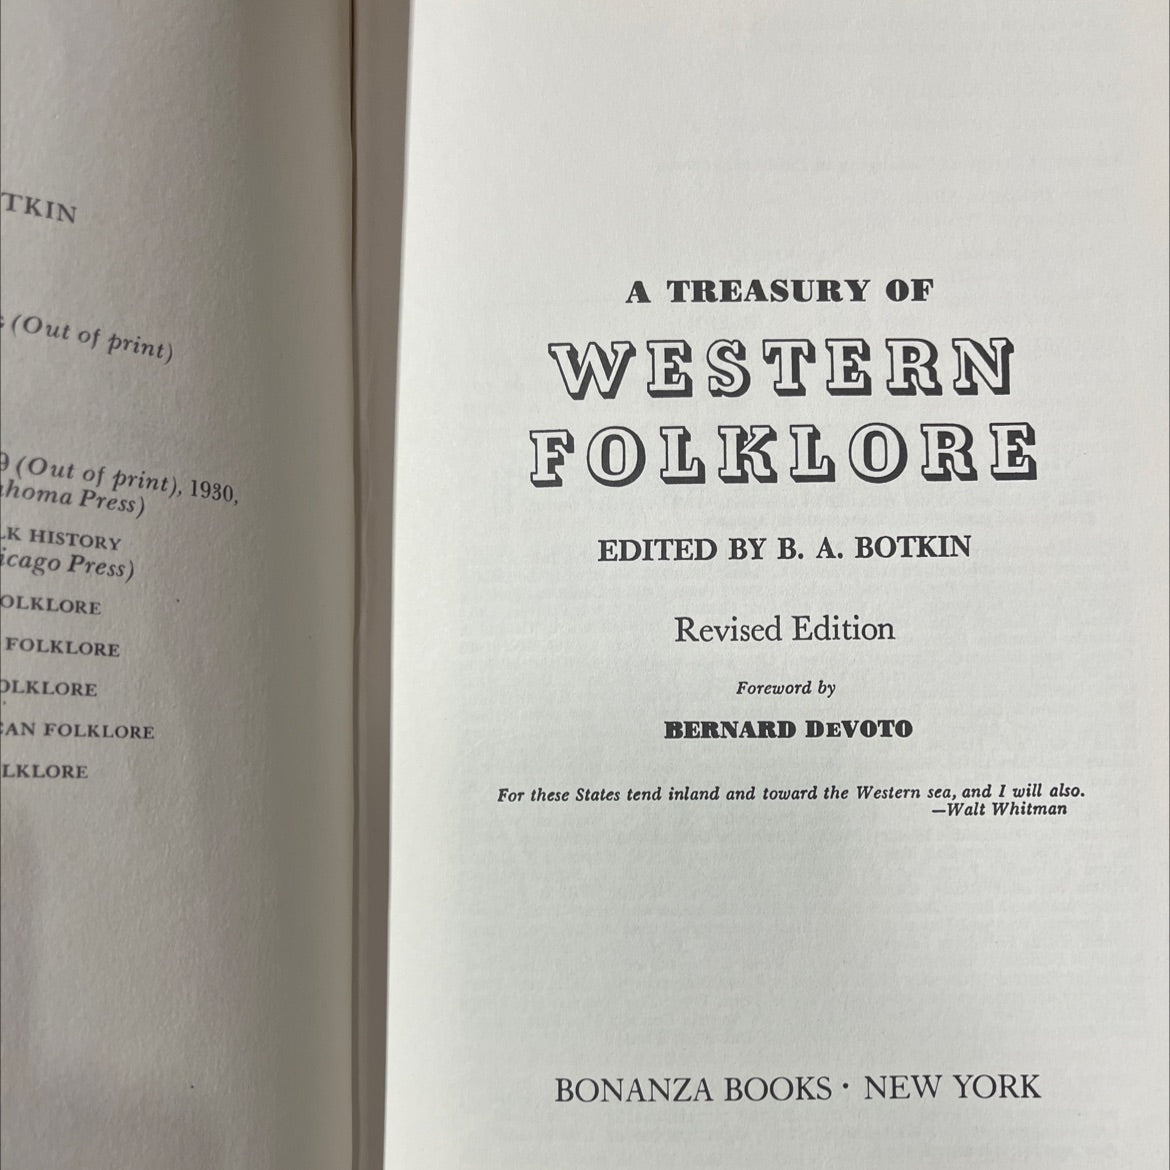 TKIN
(Out of print)
(Out of print), 1930,
homa Press)
LK HISTORY
icago Press)
OLKLORE
FOLKLORE
OLKLORE
AN FOLKLORE
LKLORE
A TREASURY OF
WESTERN
FOLKLORE
EDITED BY B. A. BOTKIN
Revised Edition
Foreword by
BERNARD DEVOTO
For these States tend inland and toward the Western sea, and I will also.
—Walt Whitman
BONANZA BOOKS · NEW YORK